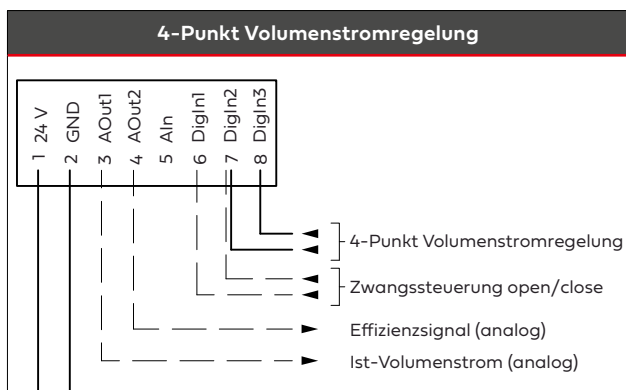 4-Punkt Volumenstromregelung
1 24 V
2 GND
3 AOut1
4 AOut2
5 AIn
6 DigIn1
7 DigIn2
8 DigIn3
4-Punkt Volumenstromregelung
Zwangssteuerung open/close
Effizienzsignal (analog)
Ist-Volumenstrom (analog)